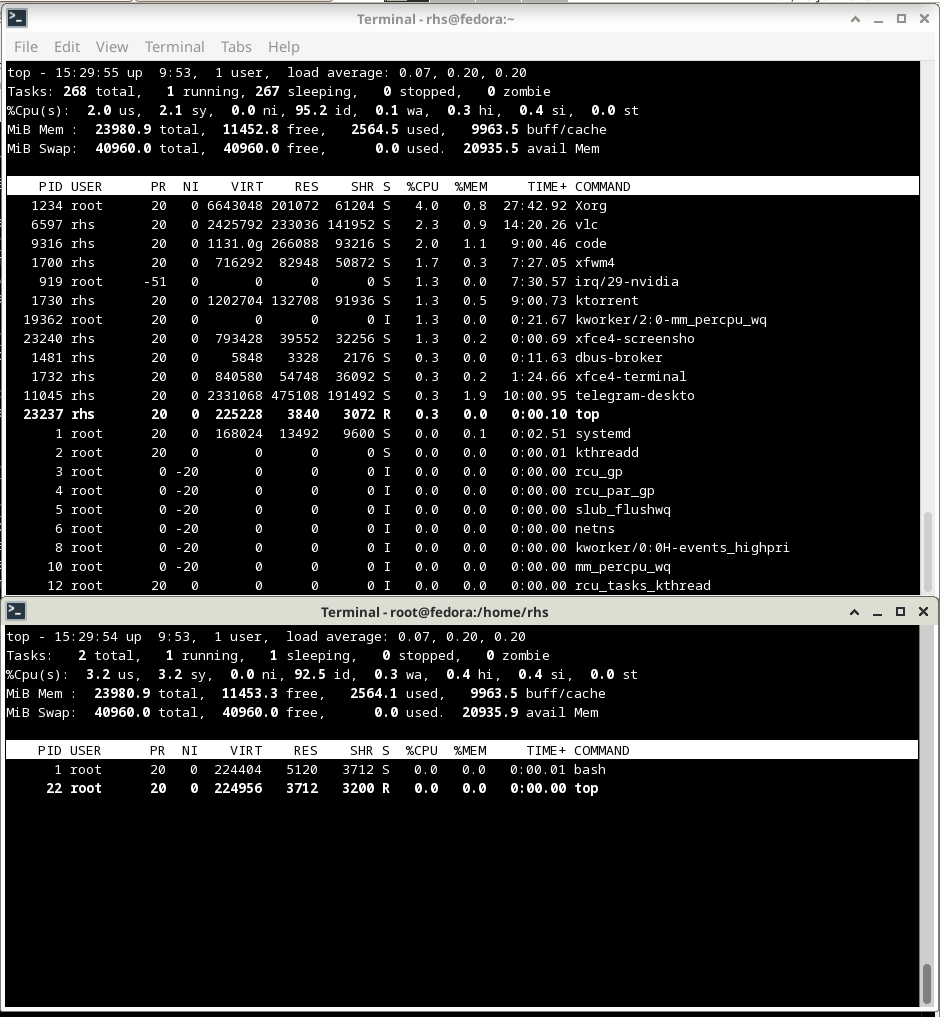 Terminal - rhs@fedora:~
File Edit View Terminal Tabs Help
top - 15:29:55 up  9:53,  1 user,  load average: 0.07, 0.20, 0.20
Tasks: 268 total,   1 running, 267 sleeping,   0 stopped,   0 zombie
%Cpu(s):  2.0 us,  2.1 sy,  0.0 ni, 95.2 id,  0.1 wa,  0.3 hi,  0.4 si,  0.0 st
MiB Mem :  23980.9 total,  11452.8 free,   2564.5 used,   9963.5 buff/cache
MiB Swap:  40960.0 total,  40960.0 free,      0.0 used.  20935.5 avail Mem
PID USER PR NI VIRT RES SHR S %CPU %MEM TIME+ COMMAND
1234 root 20 0 6643048 201072 61204 S 4.0 0.8 27:42.92 Xorg
6597 rhs 20 0 2425792 233036 141952 S 2.3 0.9 14:20.26 vlc
9316 rhs 20 0 1131.0g 266088 93216 S 2.0 1.1 9:00.46 code
1700 rhs 20 0 716292 82948 50872 S 1.7 0.3 7:27.05 xfwm4
919 root -51 0 0 0 0 S 1.3 0.0 7:30.57 irq/29-nvidia
1730 rhs 20 0 1202704 132708 91936 S 1.3 0.5 9:00.73 ktorrent
19362 root 20 0 0 0 0 I 1.3 0.0 0:21.67 kworker/2:0-mm_percpu_wq
23240 rhs 20 0 793428 39552 32256 S 1.3 0.2 0:00.69 xfce4-screensho
1481 rhs 20 0 5848 3328 2176 S 0.3 0.0 0:11.63 dbus-broker
1732 rhs 20 0 840580 54748 36092 S 0.3 0.2 1:24.66 xfce4-terminal
11045 rhs 20 0 2331068 475108 191492 S 0.3 1.9 10:00.95 telegram-deskto
23237 rhs 20 0 225228 3840 3072 R 0.3 0.0 0:00.10 top
1 root 20 0 168024 13492 9600 S 0.0 0.1 0:02.51 systemd
2 root 20 0 0 0 0 S 0.0 0.0 0:00.01 kthreadd
3 root 0 -20 0 0 0 I 0.0 0.0 0:00.00 rcu_gp
4 root 0 -20 0 0 0 I 0.0 0.0 0:00.00 rcu_par_gp
5 root 0 -20 0 0 0 I 0.0 0.0 0:00.00 slub_flushwq
6 root 0 -20 0 0 0 I 0.0 0.0 0:00.00 netns
8 root 0 -20 0 0 0 I 0.0 0.0 0:00.00 kworker/0:0H-events_highpri
10 root 0 -20 0 0 0 I 0.0 0.0 0:00.00 mm_percpu_wq
12 root 20 0 0 0 0 I 0.0 0.0 0:00.00 rcu_tasks_kthread
Terminal - root@fedora:/home/rhs
top - 15:29:54 up  9:53,  1 user,  load average: 0.07, 0.20, 0.20
Tasks:   2 total,   1 running,   1 sleeping,   0 stopped,   0 zombie
%Cpu(s):  3.2 us,  3.2 sy,  0.0 ni, 92.5 id,  0.3 wa,  0.4 hi,  0.4 si,  0.0 st
MiB Mem :  23980.9 total,  11453.3 free,   2564.1 used,   9963.5 buff/cache
MiB Swap:  40960.0 total,  40960.0 free,      0.0 used.  20935.9 avail Mem
PID USER PR NI VIRT RES SHR S %CPU %MEM TIME+ COMMAND
1 root 20 0 224404 5120 3712 S 0.0 0.0 0:00.01 bash
22 root 20 0 224956 3712 3200 R 0.0 0.0 0:00.00 top